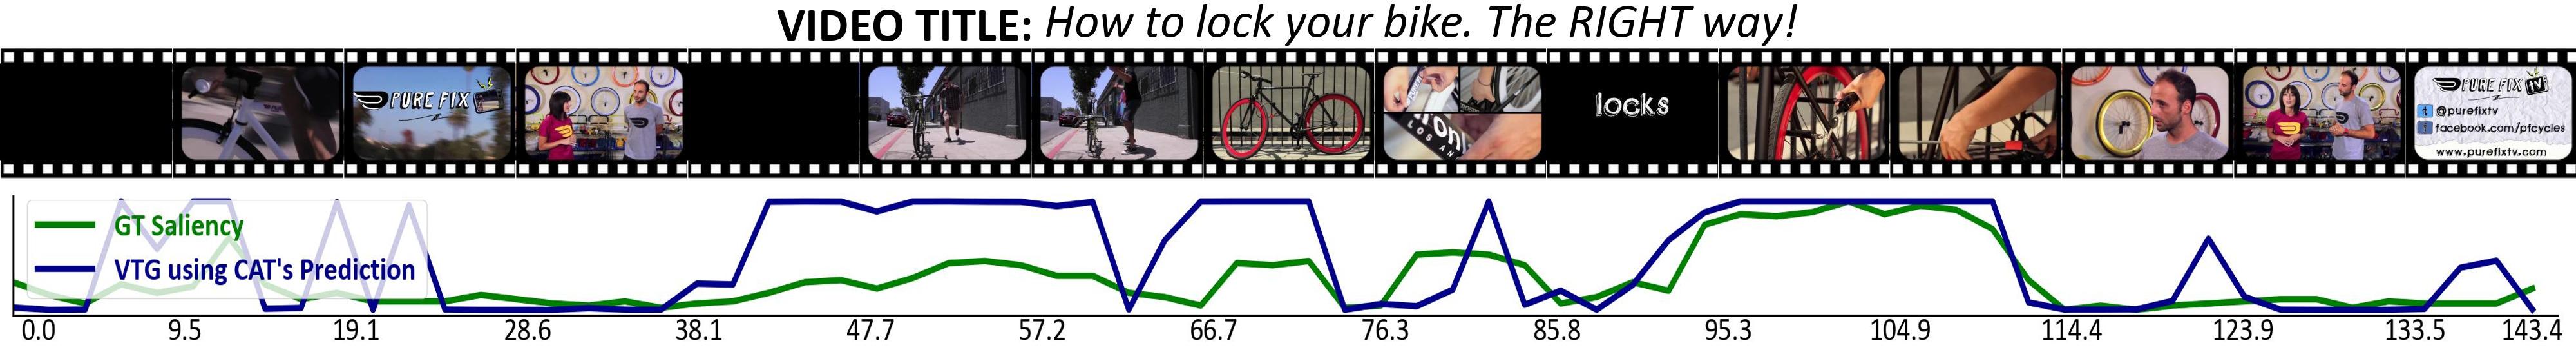 VIDEO TITLE: How to lock your bike. The RIGHT way!
PURE FIX
LOS AN
locks
PURE FIX TV
@purefixtv
facebook.com/pfcycles
www.purefixtv.com
GT Saliency
VTG using CAT's Prediction
0.0 9.5 19.1 28.6 38.1 47.7 57.2 66.7 76.3 85.8 95.3 104.9 114.4 123.9 133.5 143.4